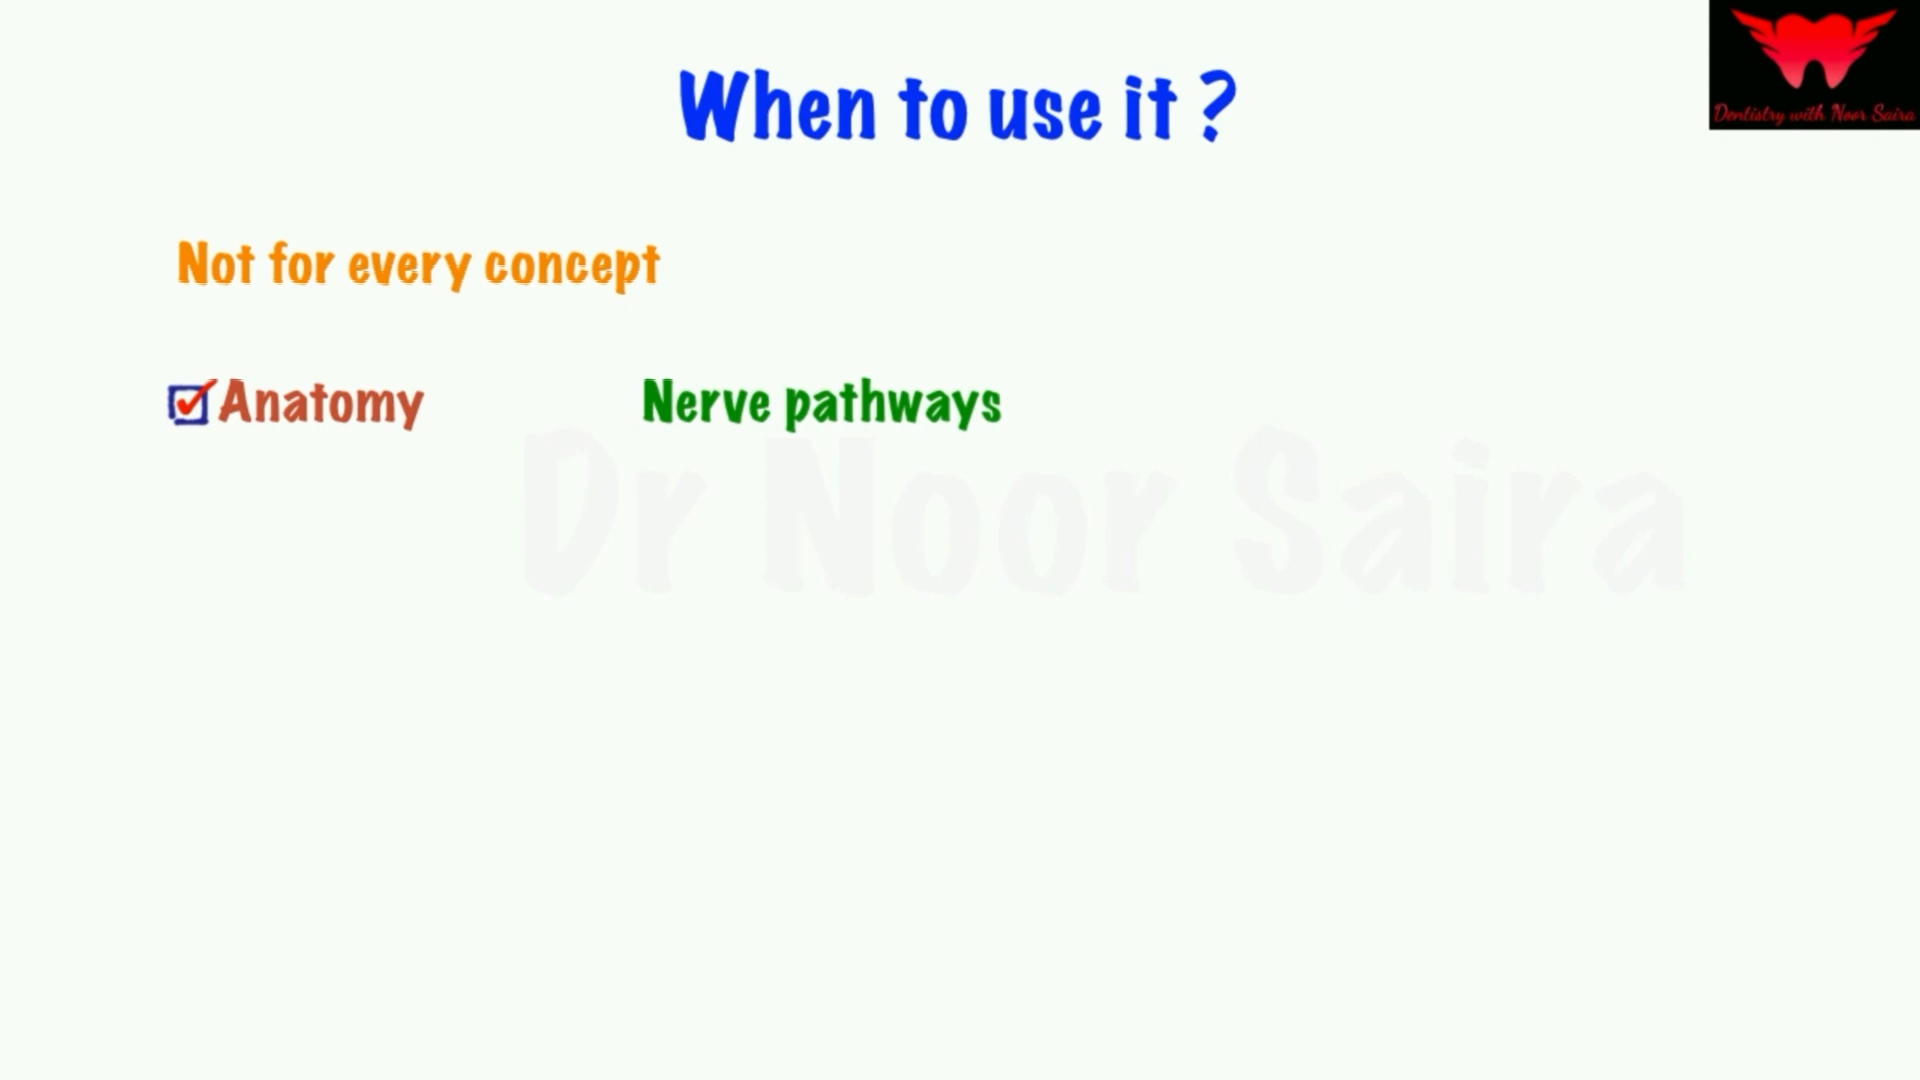 When to use it ?
Dentistry with Noor Saira
Not for every concept
Anatomy Nerve pathways
Dr Noor Saira